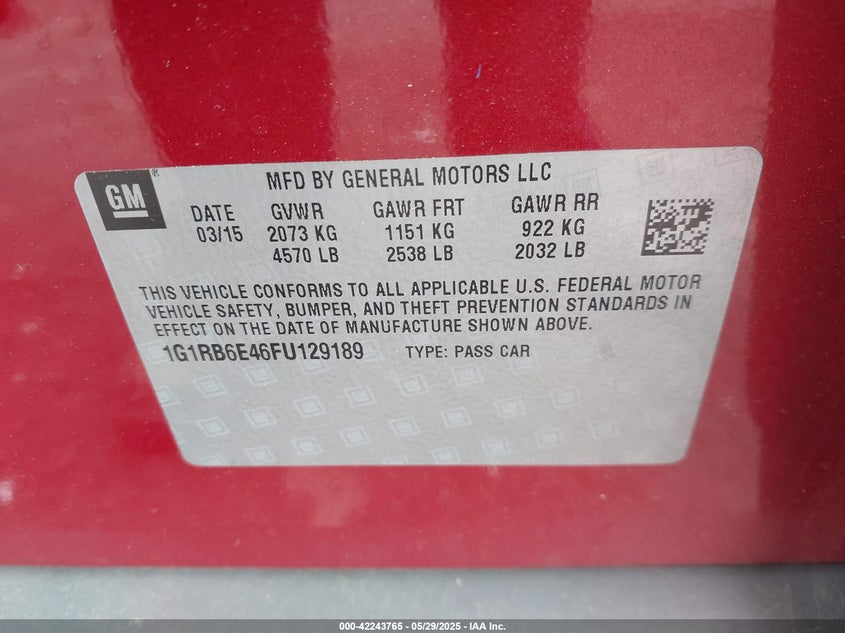 GM
MFD BY GENERAL MOTORS LLC
DATE GVWR GAWR FRT GAWR RR
03/15 2073 KG 1151 KG 922 KG
4570 LB 2538 LB 2032 LB
THIS VEHICLE CONFORMS TO ALL APPLICABLE U.S. FEDERAL MOTOR
VEHICLE SAFETY, BUMPER, AND THEFT PREVENTION STANDARDS IN
EFFECT ON THE DATE OF MANUFACTURE SHOWN ABOVE.
1G1RB6E46FU129189 TYPE: PASS CAR
000-42243765 - 05/29/2025 - IAA Inc.